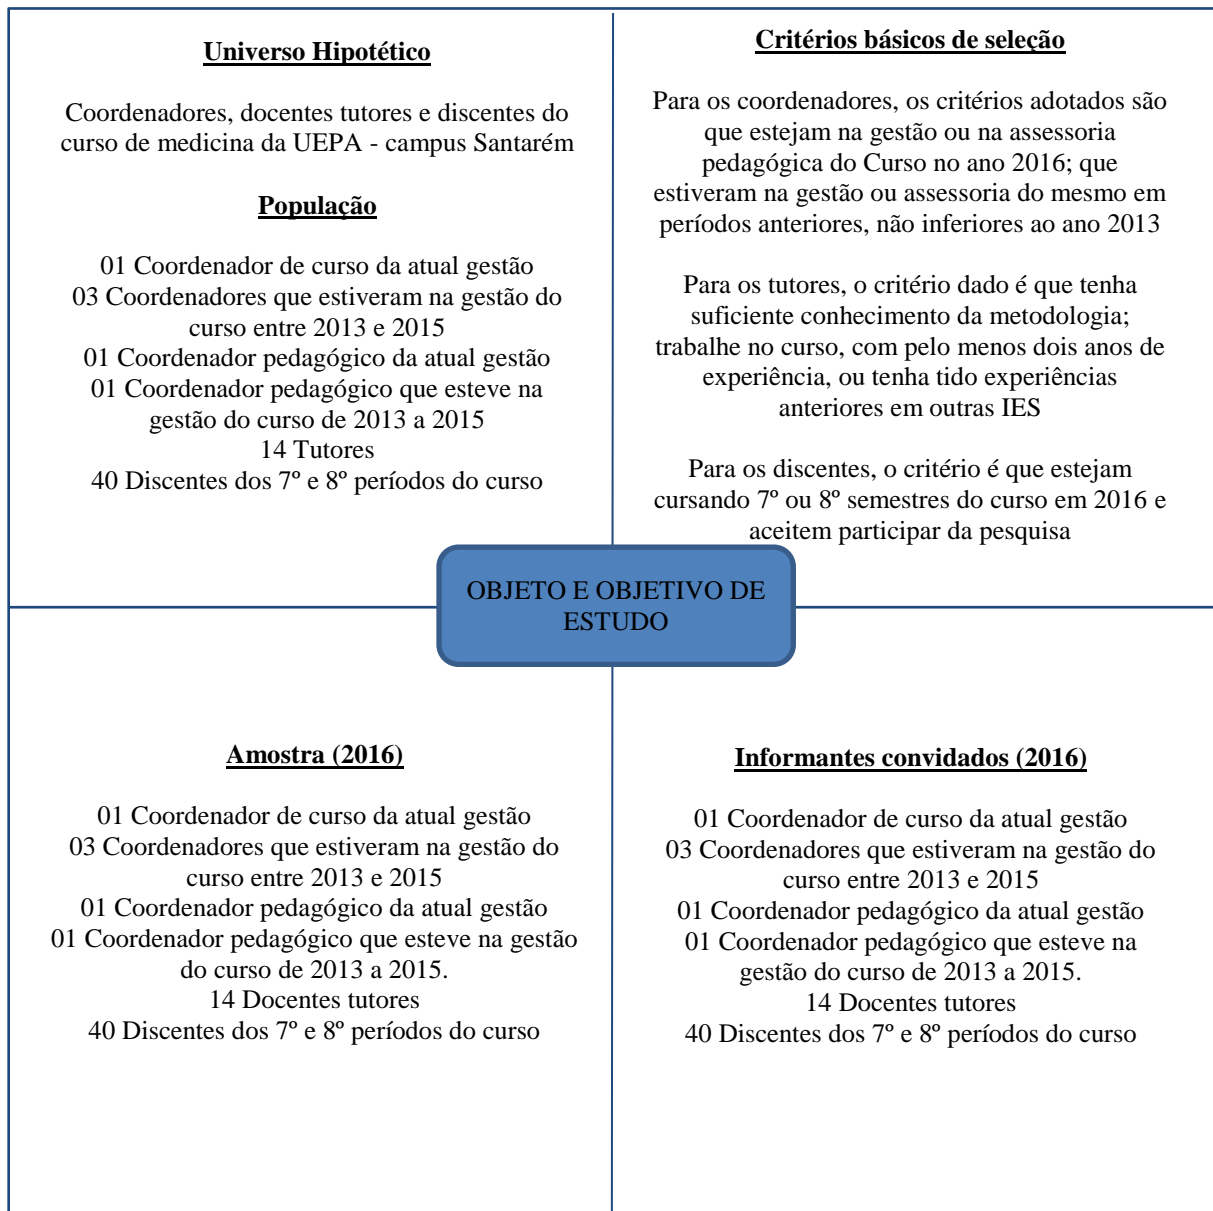 Universo Hipotético
Coordenadores, docentes tutores e discentes do
curso de medicina da UEPA - campus Santarém
População
01 Coordenador de curso da atual gestão
03 Coordenadores que estiveram na gestão do
curso entre 2013 e 2015
01 Coordenador pedagógico da atual gestão
01 Coordenador pedagógico que esteve na
gestão do curso de 2013 a 2015
14 Tutores
40 Discentes dos 7º e 8º períodos do curso
Critérios básicos de seleção
Para os coordenadores, os critérios adotados são
que estejam na gestão ou na assessoria
pedagógica do Curso no ano 2016; que
estiveram na gestão ou assessoria do mesmo em
períodos anteriores, não inferiores ao ano 2013
Para os tutores, o critério dado é que tenha
suficiente conhecimento da metodologia;
trabalhe no curso, com pelo menos dois anos de
experiência, ou tenha tido experiências
anteriores em outras IES
Para os discentes, o critério é que estejam
cursando 7º ou 8º semestres do curso em 2016 e
aceitem participar da pesquisa
OBJETO E OBJETIVO DE
ESTUDO
Amostra (2016)
01 Coordenador de curso da atual gestão
03 Coordenadores que estiveram na gestão do
curso entre 2013 e 2015
01 Coordenador pedagógico da atual gestão
01 Coordenador pedagógico que esteve na gestão
do curso de 2013 a 2015.
14 Docentes tutores
40 Discentes dos 7º e 8º períodos do curso
Informantes convidados (2016)
01 Coordenador de curso da atual gestão
03 Coordenadores que estiveram na gestão do
curso entre 2013 e 2015
01 Coordenador pedagógico da atual gestão
01 Coordenador pedagógico que esteve na
gestão do curso de 2013 a 2015.
14 Docentes tutores
40 Discentes dos 7º e 8º períodos do curso